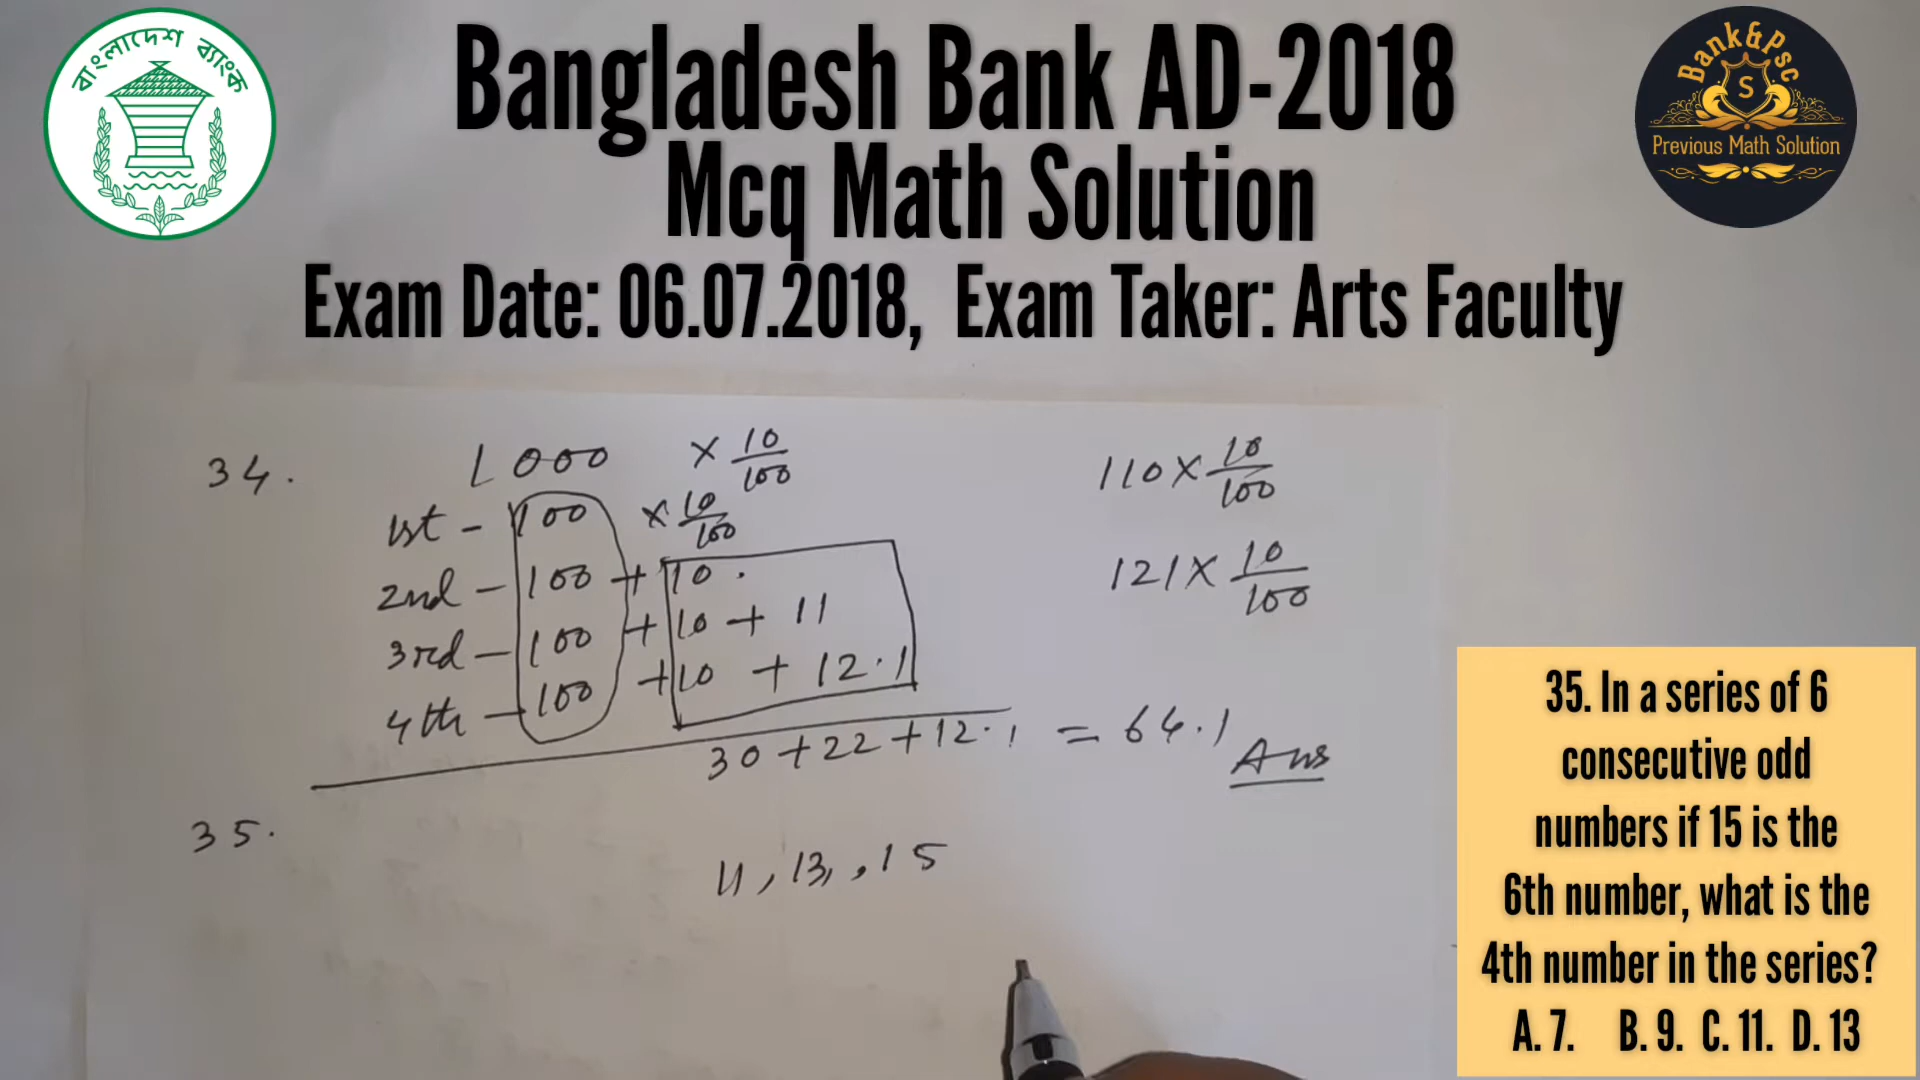 বাংলাদেশ ব্যাংক
Bangladesh Bank AD-2018
Mcq Math Solution
Exam Date: 06.07.2018, Exam Taker: Arts Faculty
Bank&Psc
S
Previous Math Solution
34. 1000 × 10/100
1st - 100 × 10/100
2nd - 100 + 10.
3rd - 100 + 10 + 11
4th - 100 + 10 + 12.1
30 + 22 + 12.1 = 64.1 Ans
110 × 10/100
121 × 10/100
35. 11, 13, , 15
35. In a series of 6
consecutive odd
numbers if 15 is the
6th number, what is the
4th number in the series?
A. 7. B. 9. C. 11. D. 13